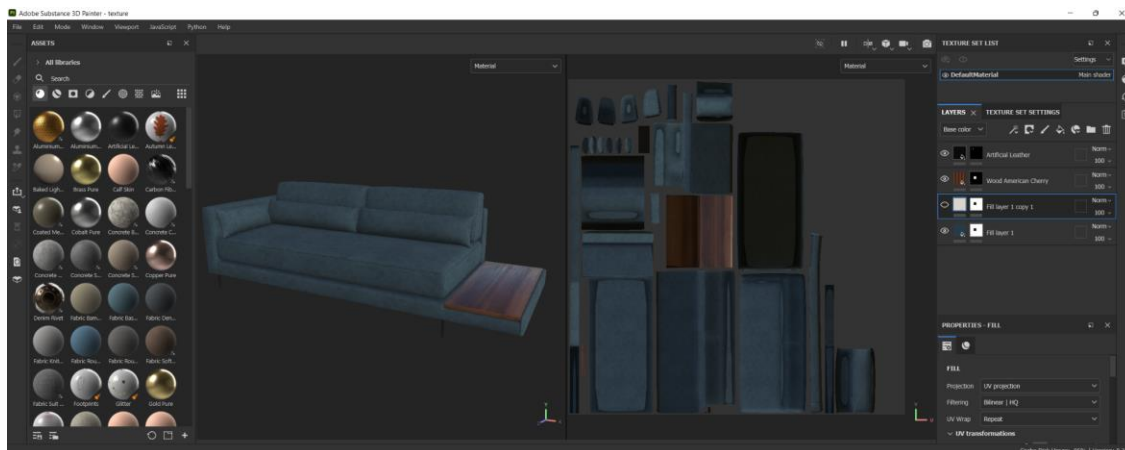 Adobe Substance 3D Painter - texture
File Edit Mode Window Viewport JavaScript Python Help
ASSETS
All libraries
Search
Aluminium... Aluminium... Artificial Le... Autumn Le...
Baked Ligh... Brass Pure Calf Skin Carbon Fib...
Coated Me... Cobalt Pure Concrete B... Concrete C...
Concrete ... Concrete S... Concrete S... Copper Pure
Denim Rivet Fabric Bam... Fabric Bas... Fabric Den...
Fabric Knit... Fabric Rou... Fabric Rou... Fabric Soft...
Fabric Suit ... Footprints Glitter Gold Pure
Material
Material
TEXTURE SET LIST
Settings
DefaultMaterial Main shader
LAYERS TEXTURE SET SETTINGS
Base color
Artificial Leather Norm 100
Wood American Cherry Norm 100
Fill layer 1 copy 1 Norm 100
Fill layer 1 Norm 100
PROPERTIES - FILL
FILL
Projection UV projection
Filtering Bilinear | HQ
UV Wrap Repeat
UV transformations